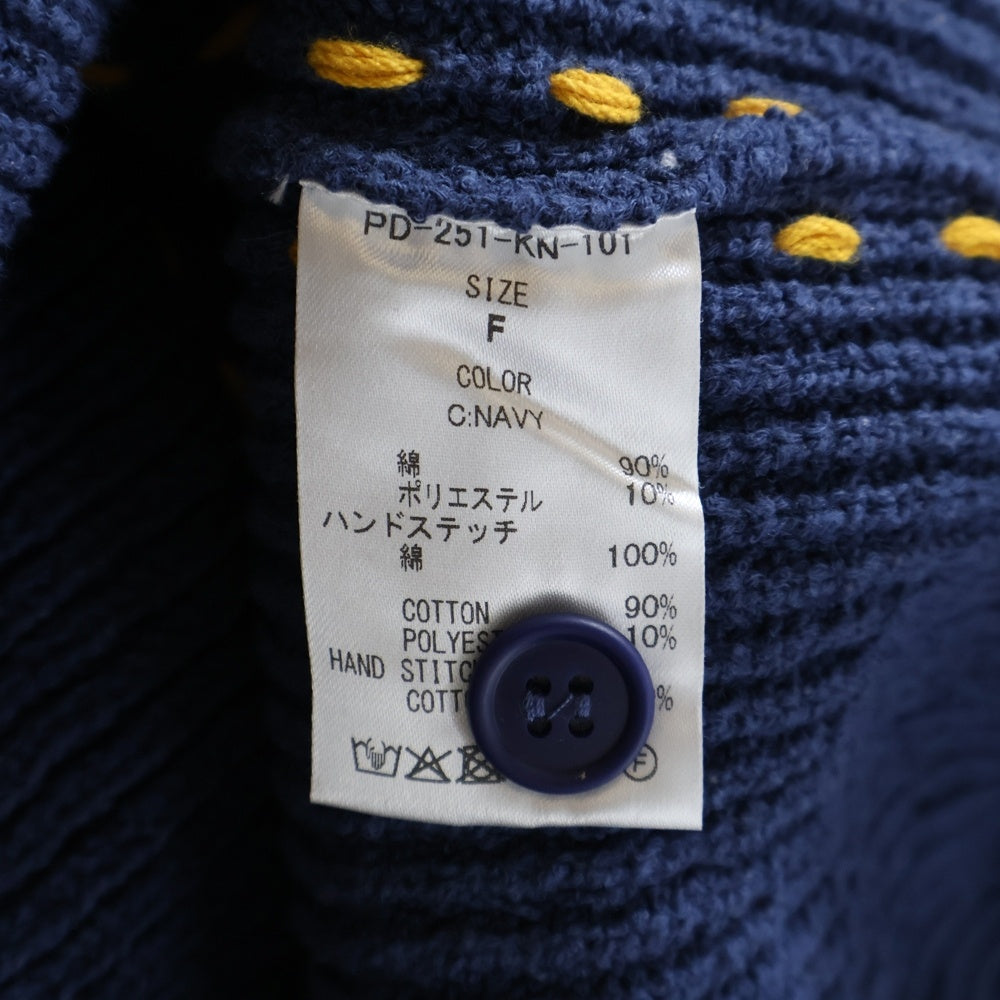 PD-251-KN-101
SIZE
F
COLOR
C:NAVY
綿 90%
ポリエステル 10%
ハンドステッチ
綿 100%
COTTON 90%
10%
HAND
%
F